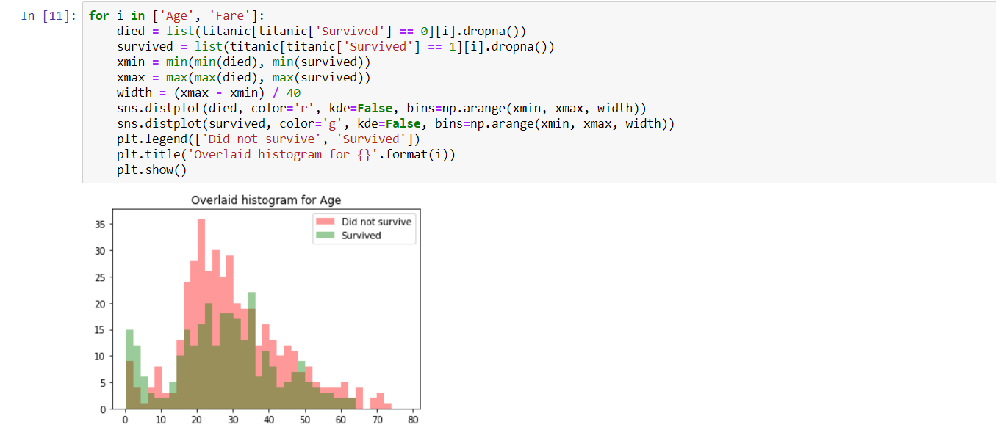 In [11]: for i in ['Age', 'Fare']:
    died = list(titanic[titanic['Survived'] == 0][i].dropna())
    survived = list(titanic[titanic['Survived'] == 1][i].dropna())
    xmin = min(min(died), min(survived))
    xmax = max(max(died), max(survived))
    width = (xmax - xmin) / 40
    sns.distplot(died, color='r', kde=False, bins=np.arange(xmin, xmax, width))
    sns.distplot(survived, color='g', kde=False, bins=np.arange(xmin, xmax, width))
    plt.legend(['Did not survive', 'Survived'])
    plt.title('Overlaid histogram for {}'.format(i))
    plt.show()
Overlaid histogram for Age
Did not survive
Survived
35
30
25
20
15
10
5
0
0 10 20 30 40 50 60 70 80